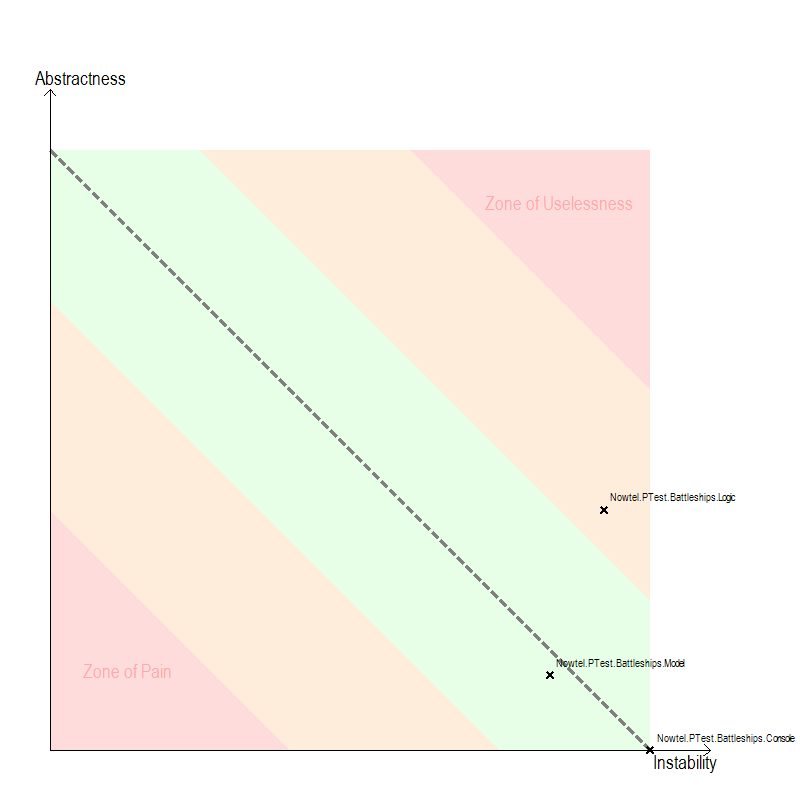 Abstractness
Zone of Uselessness
Nowtel.PTest.Battleships.Logic
Nowtel.PTest.Battleships.Model
Zone of Pain
Nowtel.PTest.Battleships.Console
Instability